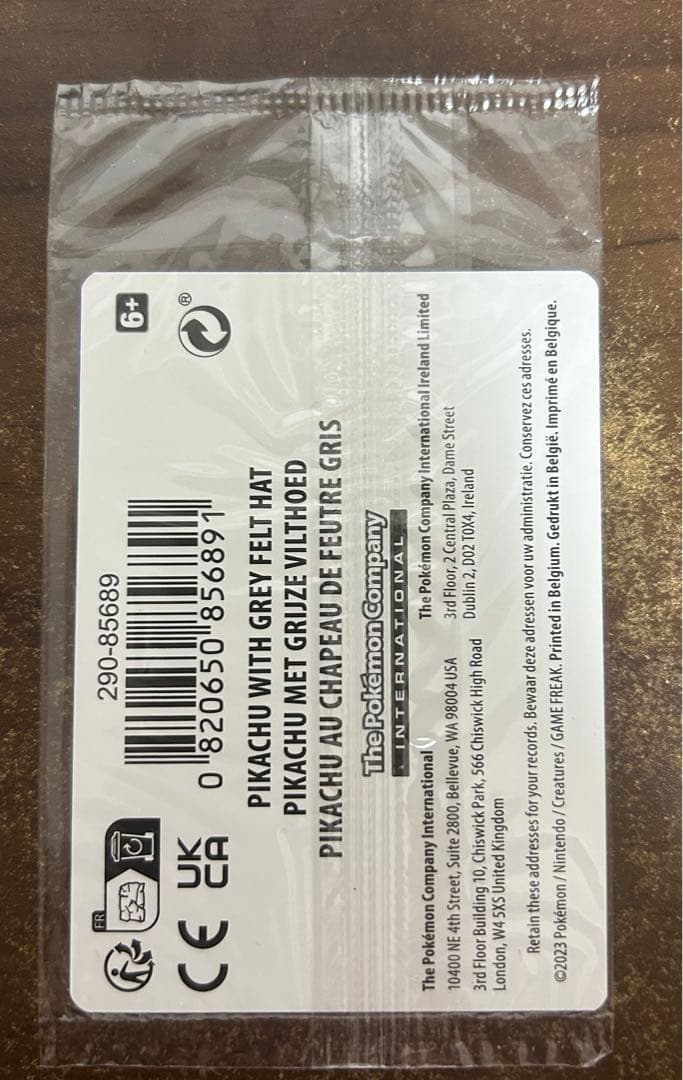 FR
6+
CE
UK
CA
290-85689
0 820650 856891
®
PIKACHU WITH GREY FELT HAT
PIKACHU MET GRIJZE VILTHOED
PIKACHU AU CHAPEAU DE FEUTRE GRIS
The Pokémon Company
INTERNATIONAL
The Pokémon Company International
10400 NE 4th Street, Suite 2800, Bellevue, WA 98004 USA
3rd Floor Building 10, Chiswick Park, 566 Chiswick High Road
London, W4 5XS United Kingdom
The Pokémon Company International Ireland Limited
3rd Floor, 2 Central Plaza, Dame Street
Dublin 2, D02 T0X4, Ireland
Retain these addresses for your records. Bewaar deze adressen voor uw administratie. Conservez ces adresses.
©2023 Pokémon / Nintendo / Creatures / GAME FREAK. Printed in Belgium. Gedrukt in België. Imprimé en Belgique.